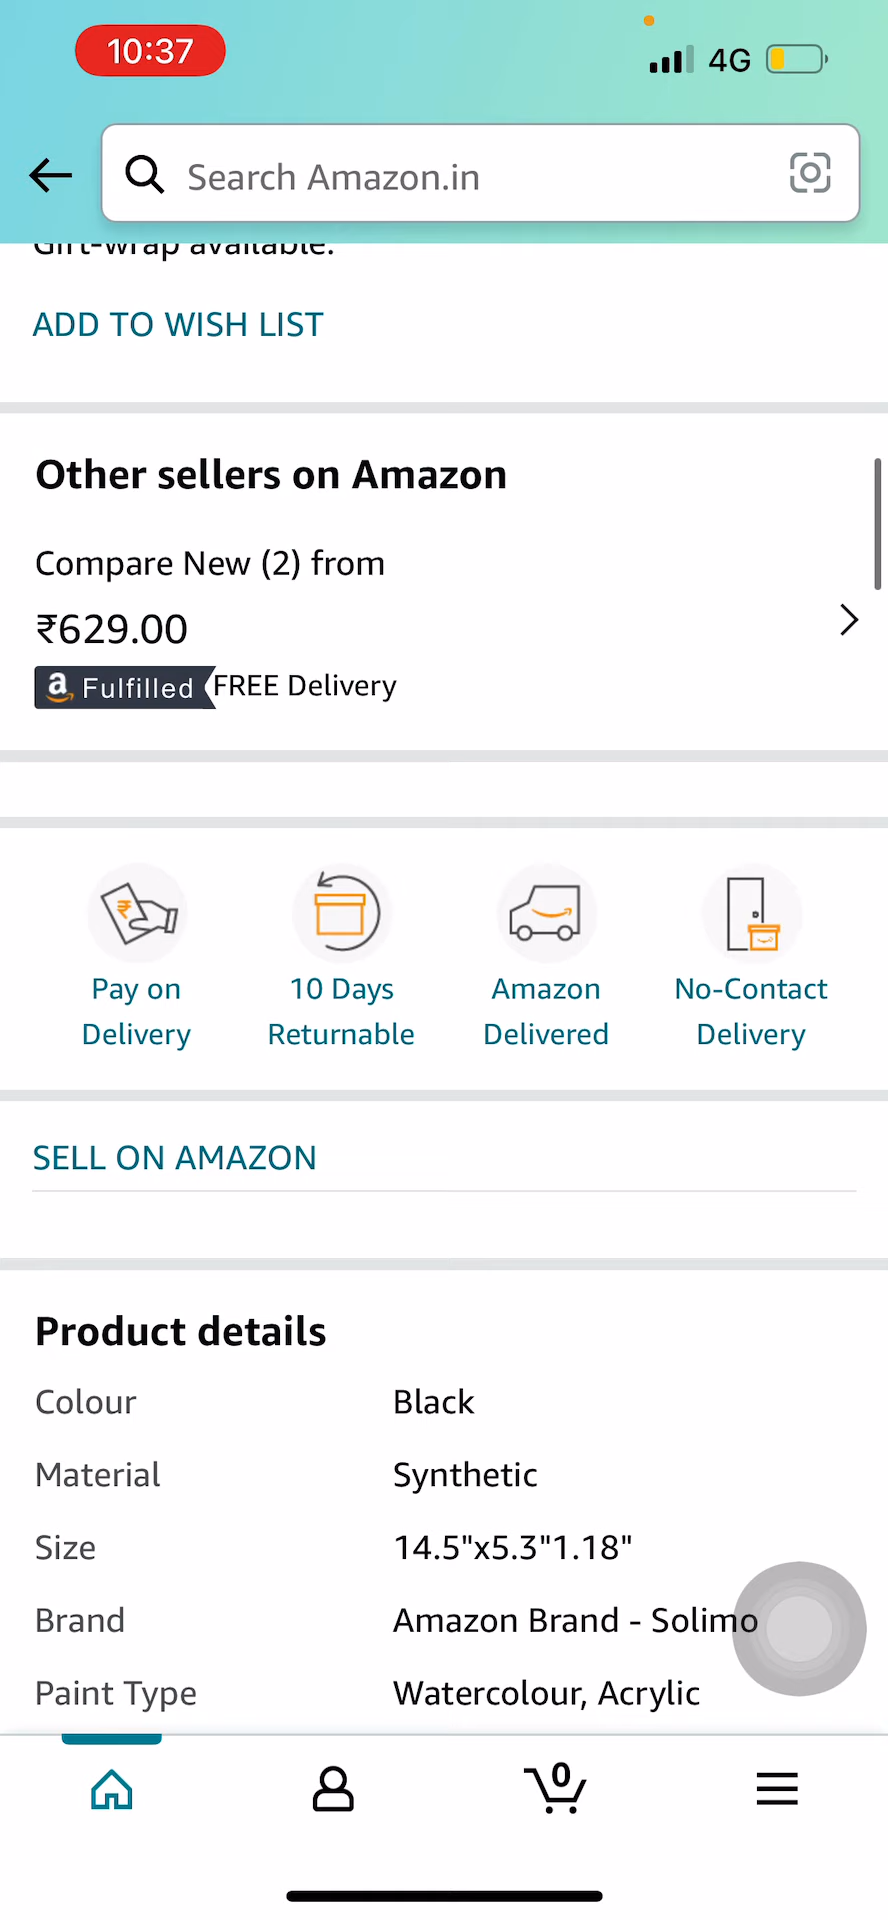 10:37
4G
Search Amazon.in
Gift-wrap available.
ADD TO WISH LIST
Other sellers on Amazon
Compare New (2) from
₹629.00
a Fulfilled FREE Delivery
Pay on Delivery
10 Days Returnable
Amazon Delivered
No-Contact Delivery
SELL ON AMAZON
Product details
Colour Black
Material Synthetic
Size 14.5"x5.3"1.18"
Brand Amazon Brand - Solimo
Paint Type Watercolour, Acrylic
0